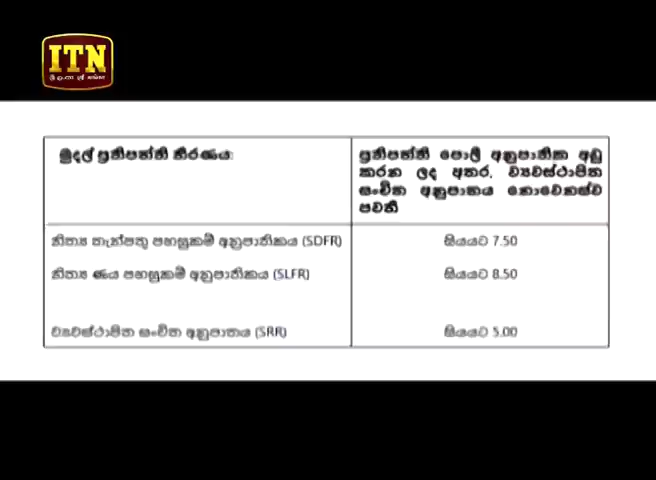 ITN
ශ්‍රී ලංකා අපි ඔබවහන්සේ
මුදල් ප්‍රතිපත්ති තීරණය:
ප්‍රතිපත්ති පොලී අනුපාතික අඩු
කරන ලද අතර, ව්‍යවස්ථාපිත
සංචිත අනුපාතය නොවෙනස්ව
පවතී
නිත්‍ය තැන්පතු පහසුකම් අනුපාතිකය (SDFR)
සියයට 7.50
නිත්‍ය ණය පහසුකම් අනුපාතිකය (SLFR)
සියයට 8.50
ව්‍යවස්ථාපිත සංචිත අනුපාතය (SRR)
සියයට 5.00